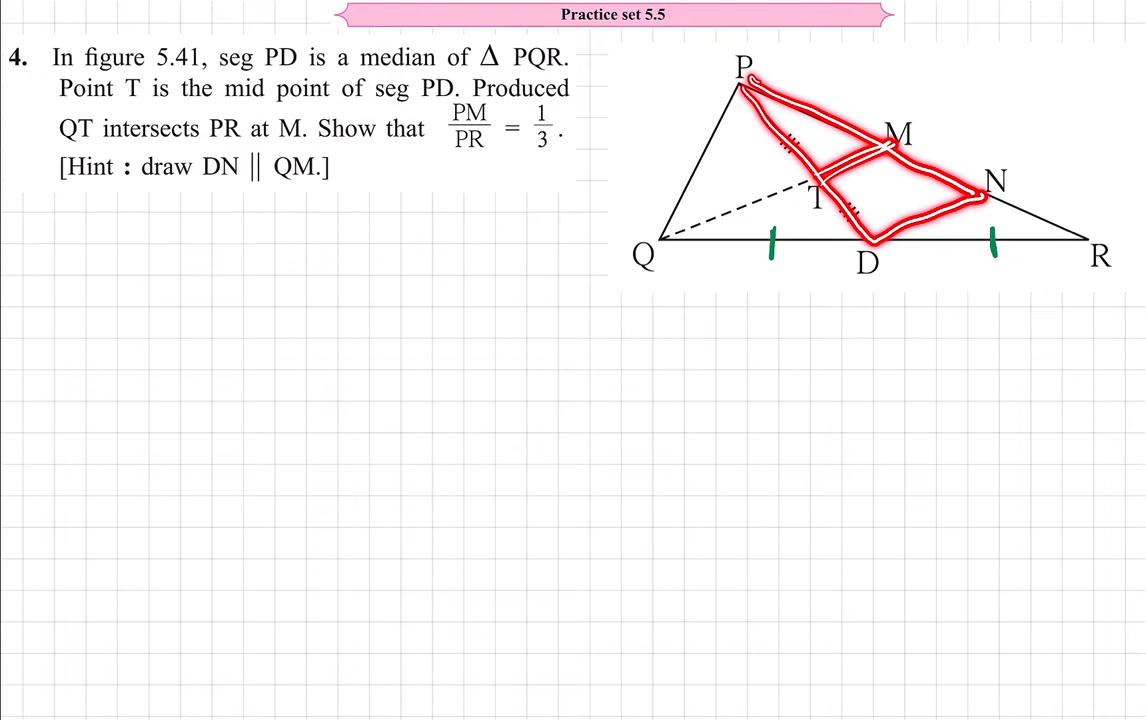 Practice set 5.5
4. In figure 5.41, seg PD is a median of Δ PQR.
Point T is the mid point of seg PD. Produced
QT intersects PR at M. Show that PM/PR = 1/3.
[Hint : draw DN || QM.]
P
M
N
T
Q
D
R